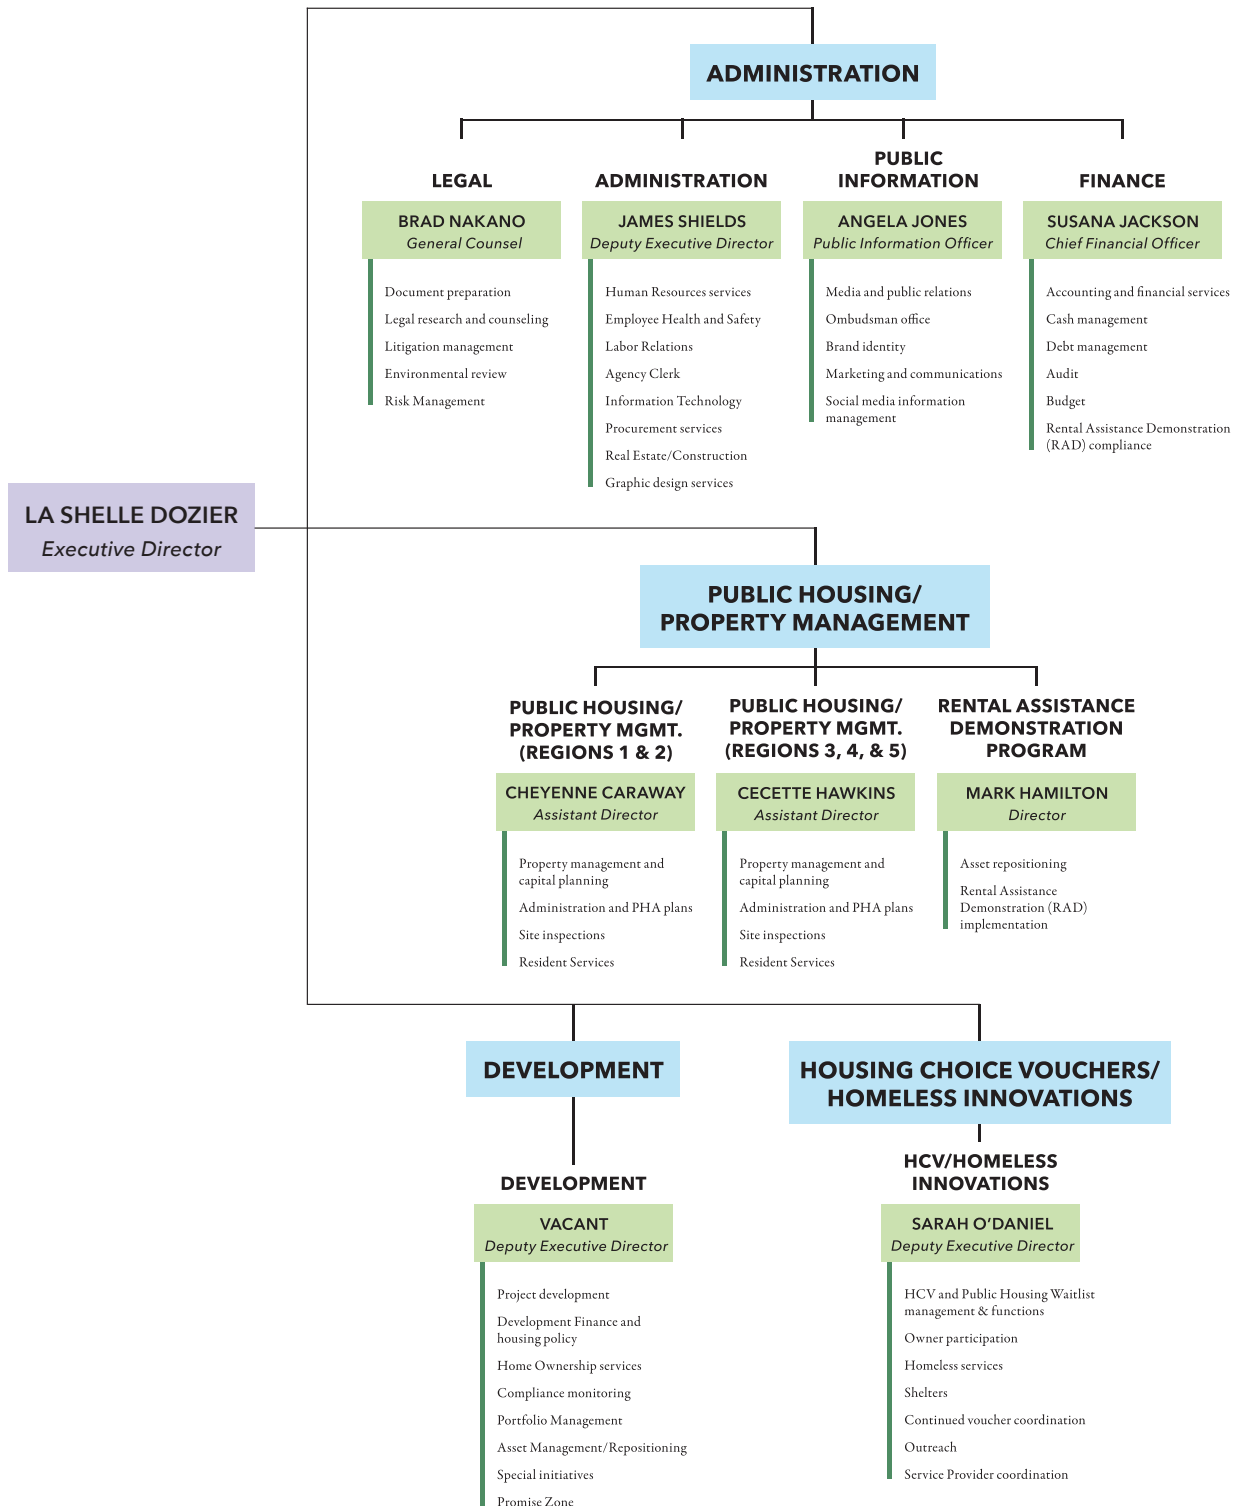 ADMINISTRATION
LEGAL
BRAD NAKANO
General Counsel
Document preparation
Legal research and counseling
Litigation management
Environmental review
Risk Management
ADMINISTRATION
JAMES SHIELDS
Deputy Executive Director
Human Resources services
Employee Health and Safety
Labor Relations
Agency Clerk
Information Technology
Procurement services
Real Estate/Construction
Graphic design services
PUBLIC
INFORMATION
ANGELA JONES
Public Information Officer
Media and public relations
Ombudsman office
Brand identity
Marketing and communications
Social media information
management
FINANCE
SUSANA JACKSON
Chief Financial Officer
Accounting and financial services
Cash management
Debt management
Audit
Budget
Rental Assistance Demonstration
(RAD) compliance
LA SHELLE DOZIER
Executive Director
PUBLIC HOUSING/
PROPERTY MANAGEMENT
PUBLIC HOUSING/
PROPERTY MGMT.
(REGIONS 1 & 2)
CHEYENNE CARAWAY
Assistant Director
Property management and
capital planning
Administration and PHA plans
Site inspections
Resident Services
PUBLIC HOUSING/
PROPERTY MGMT.
(REGIONS 3, 4, & 5)
CECETTE HAWKINS
Assistant Director
Property management and
capital planning
Administration and PHA plans
Site inspections
Resident Services
RENTAL ASSISTANCE
DEMONSTRATION
PROGRAM
MARK HAMILTON
Director
Asset repositioning
Rental Assistance
Demonstration (RAD)
implementation
DEVELOPMENT
DEVELOPMENT
VACANT
Deputy Executive Director
Project development
Development Finance and
housing policy
Home Ownership services
Compliance monitoring
Portfolio Management
Asset Management/Repositioning
Special initiatives
Promise Zone
HOUSING CHOICE VOUCHERS/
HOMELESS INNOVATIONS
HCV/HOMELESS
INNOVATIONS
SARAH O’DANIEL
Deputy Executive Director
HCV and Public Housing Waitlist
management & functions
Owner participation
Homeless services
Shelters
Continued voucher coordination
Outreach
Service Provider coordination